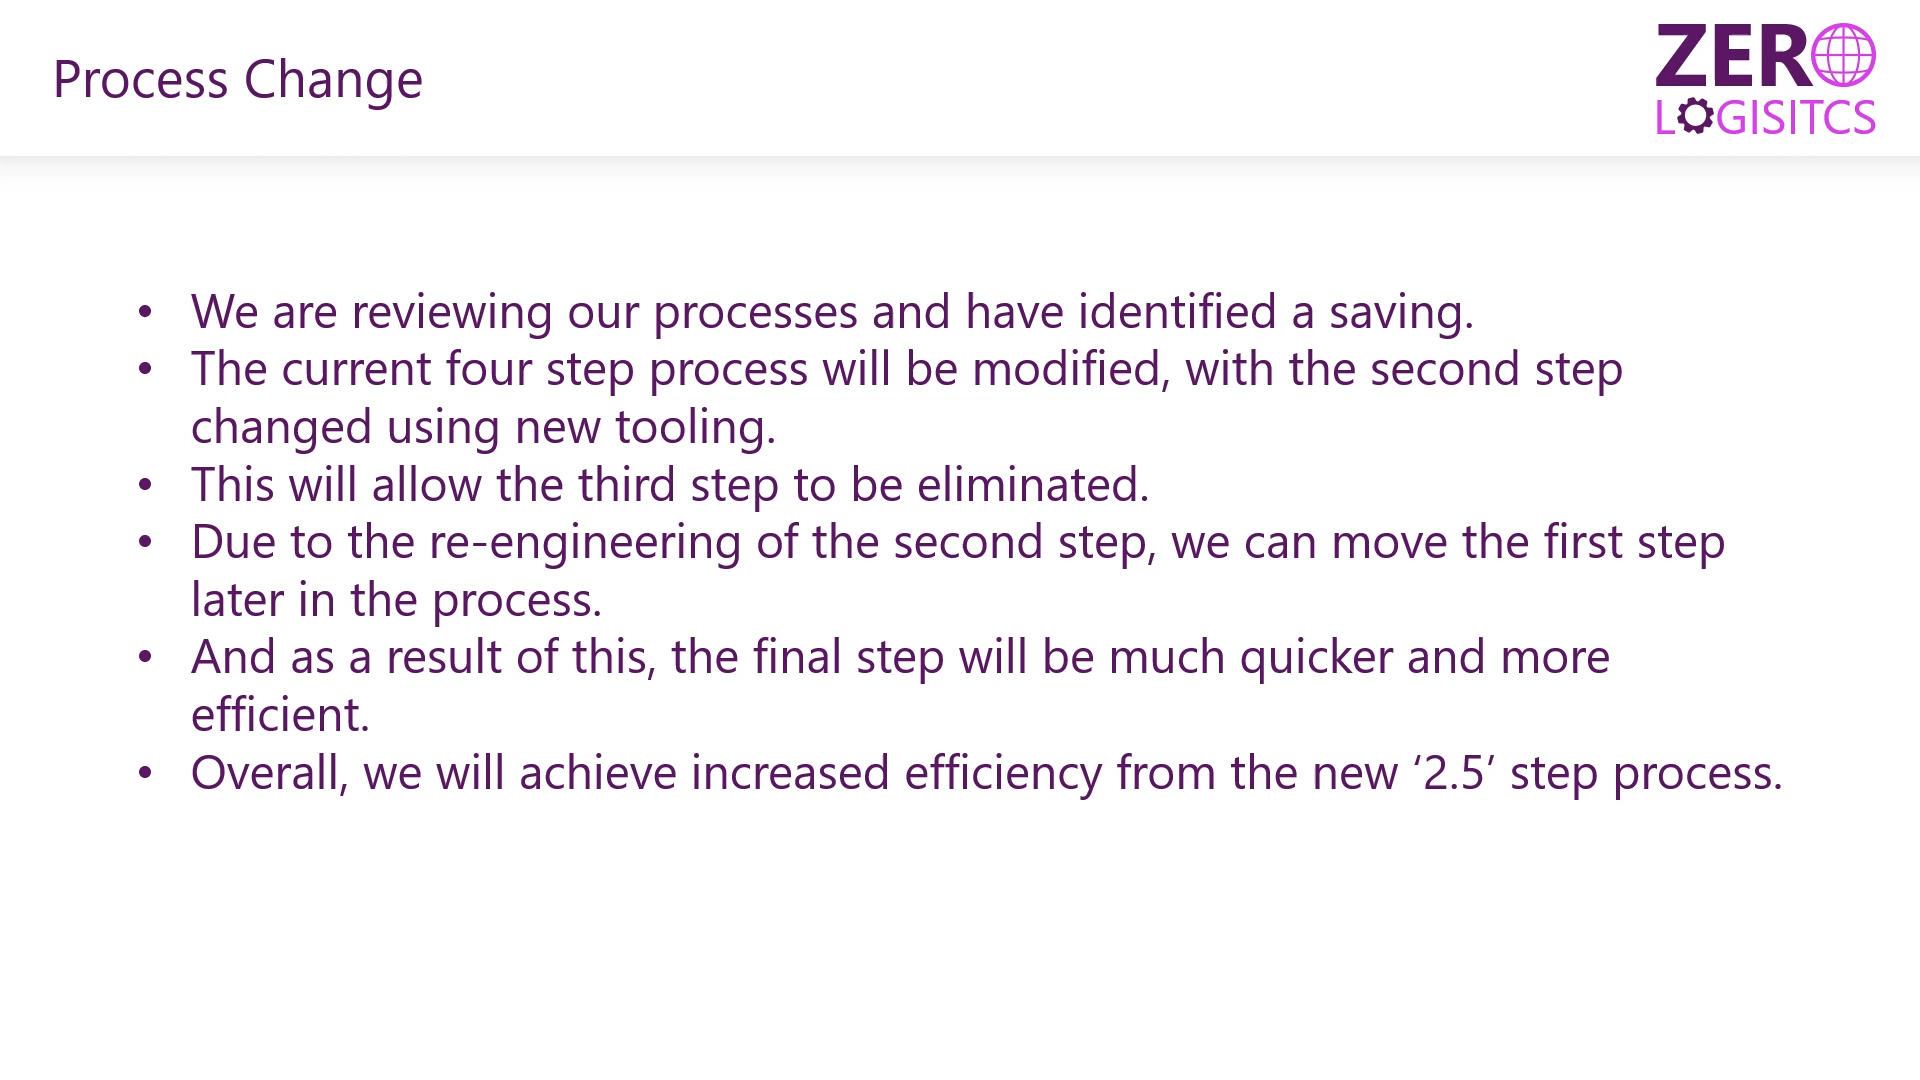 Process Change
ZERO
LOGISITCS
• We are reviewing our processes and have identified a saving.
• The current four step process will be modified, with the second step
changed using new tooling.
• This will allow the third step to be eliminated.
• Due to the re-engineering of the second step, we can move the first step
later in the process.
• And as a result of this, the final step will be much quicker and more
efficient.
• Overall, we will achieve increased efficiency from the new ‘2.5’ step process.